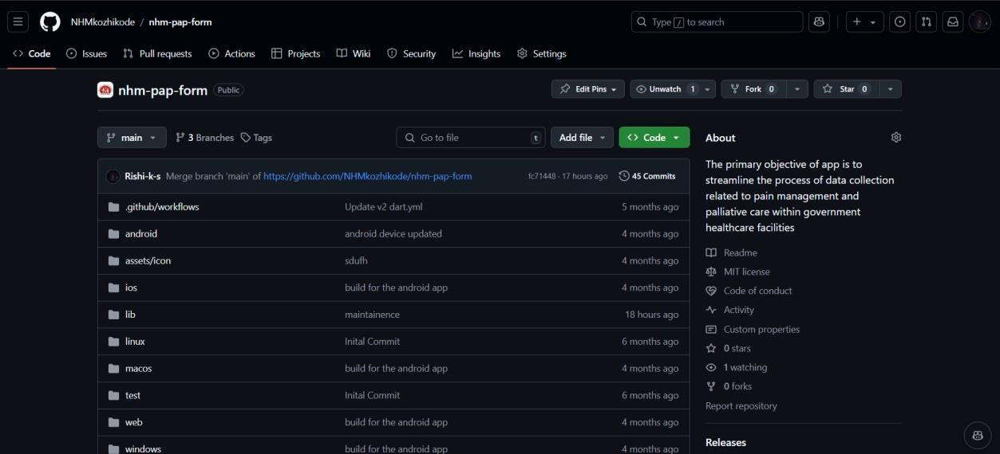 NHMkozhikode / nhm-pap-form
Type / to search
Code Issues Pull requests Actions Projects Wiki Security Insights Settings
nhm-pap-form Public
Edit Pins Unwatch 1 Fork 0 Star 0
main 3 Branches Tags Go to file t Add file Code
Rishi-k-s Merge branch 'main' of https://github.com/NHMkozhikode/nhm-pap-form fc71448 · 17 hours ago 45 Commits
.github/workflows Update v2 dart.yml 5 months ago
android android device updated 4 months ago
assets/icon sdufh 4 months ago
ios build for the android app 4 months ago
lib maintainence 18 hours ago
linux Inital Commit 6 months ago
macos build for the android app 4 months ago
test Inital Commit 6 months ago
web build for the android app 4 months ago
windows build for the android app 4 months ago
About
The primary objective of app is to
streamline the process of data collection
related to pain management and
palliative care within government
healthcare facilities
Readme
MIT license
Code of conduct
Activity
Custom properties
0 stars
1 watching
0 forks
Report repository
Releases